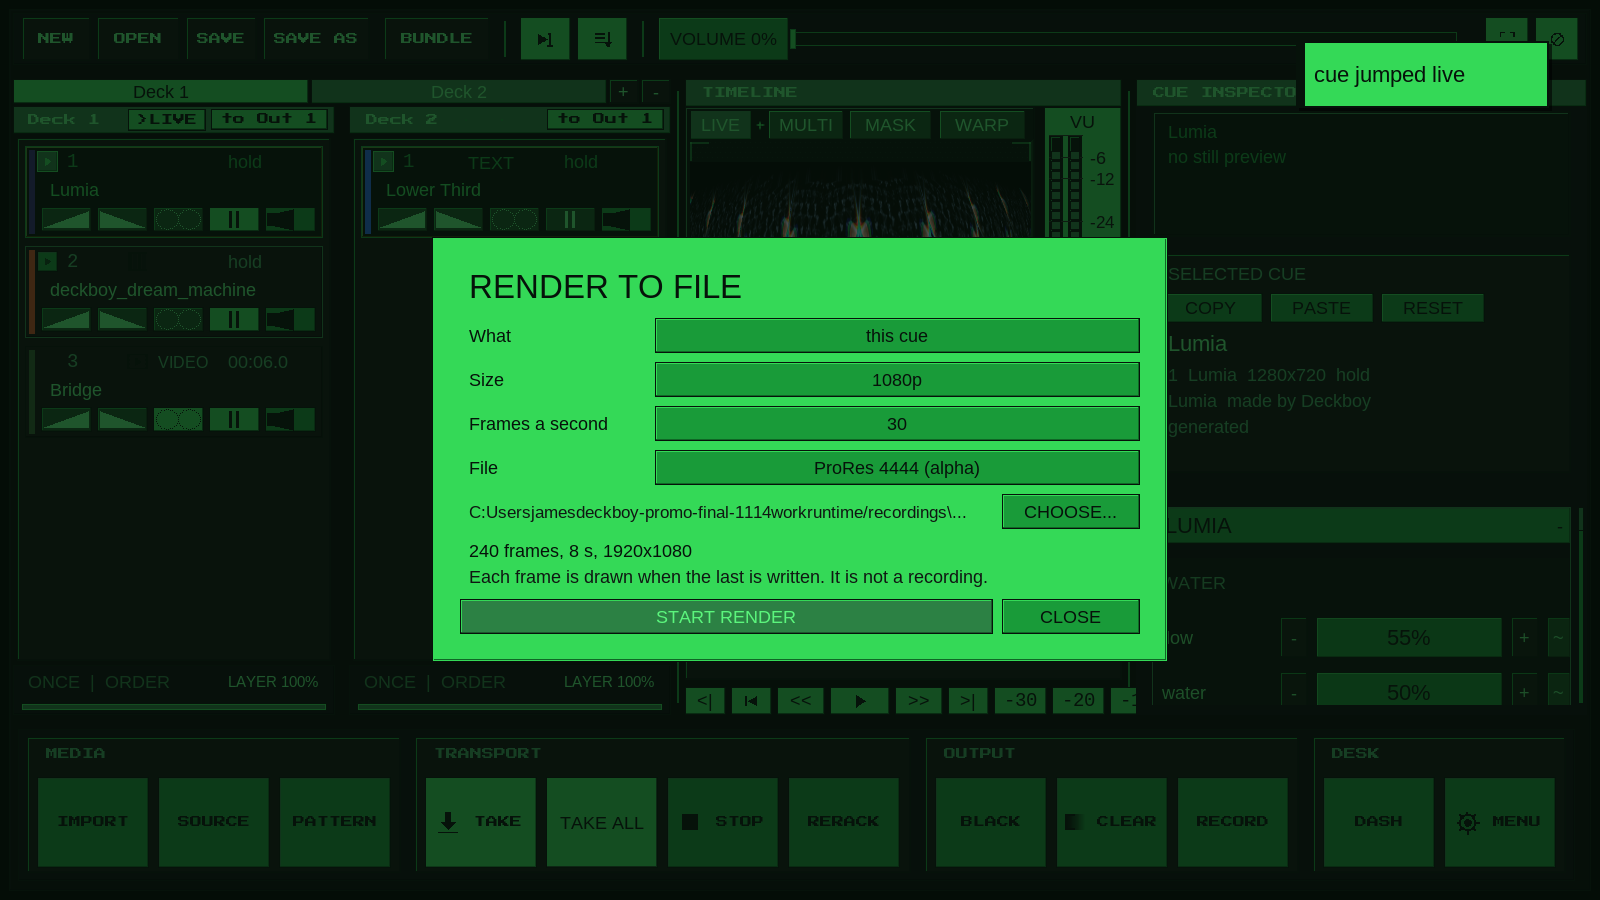 NEW OPEN SAVE SAVE AS BUNDLE VOLUME 0%
cue jumped live
Deck 1 Deck 2 + - TIMELINE CUE INSPECTO
Deck 1 >LIVE to Out 1 Deck 2 to Out 1
LIVE + MULTI MASK WARP VU
Lumia
no still preview
1 hold 1 TEXT hold
Lumia Lower Third
-6
-12
-24
2 hold
deckboy_dream_machine
3 VIDEO 00:06.0
Bridge
RENDER TO FILE
What this cue
Size 1080p
Frames a second 30
File ProRes 4444 (alpha)
C:Usersjamesdeckboy-promo-final-1114workruntime/recordings\... CHOOSE...
240 frames, 8 s, 1920x1080
Each frame is drawn when the last is written. It is not a recording.
START RENDER CLOSE
SELECTED CUE
COPY PASTE RESET
Lumia
1 Lumia 1280x720 hold
Lumia made by Deckboy
generated
LUMIA -
WATER
low - 55% + ~
water - 50% + ~
ONCE | ORDER LAYER 100% ONCE | ORDER LAYER 100%
<| << >> >| -30 -20 -1
MEDIA TRANSPORT OUTPUT DESK
IMPORT SOURCE PATTERN TAKE TAKE ALL STOP RERACK BLACK CLEAR RECORD DASH MENU